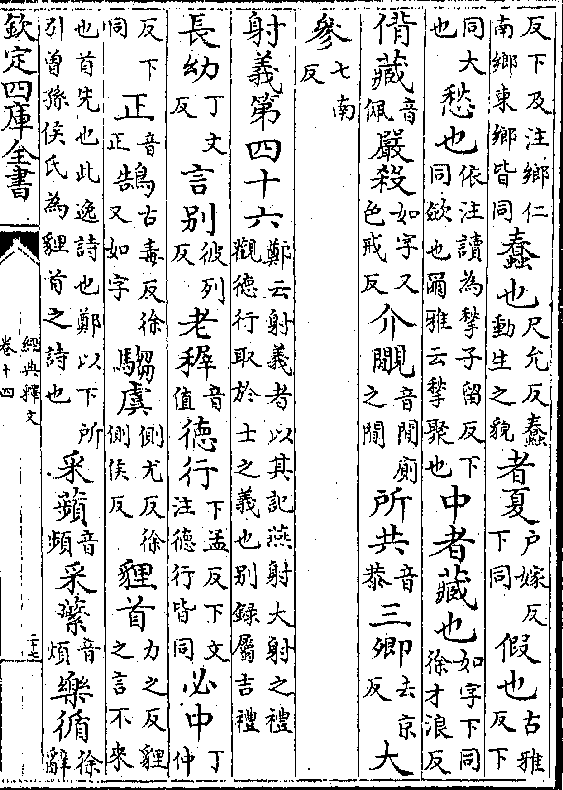 反下及注鄉仁南鄉東鄉皆同蠢也尺允反蠢動生之貌者夏户嫁反下同假也古雅反下
同大也愁也依注讀為揫子留反下同斂也爾雅云揫聚也中者藏也如字下同徐才浪反
偝藏音佩嚴殺如字又色戒反介覸音閒廁之閒所共音恭三卿去京反大
參七南反
射義第四十六鄭云射義者以其記燕射大射之禮觀德行取於士之義也别錄屬吉禮
長幼丁文反言别彼列反老稺音值德行下孟反下文注德行皆同必中丁仲
反下同正音正鵠古毒反徐又如字騶虞側尤反徐側侯反貍首力之反貍之言不來
也首先也此逸詩也鄭以下所引曾孫侯氏為貍首之詩也采蘋音頻采蘩音煩樂循徐辭
欽定四庫全書
經典釋文
卷十四